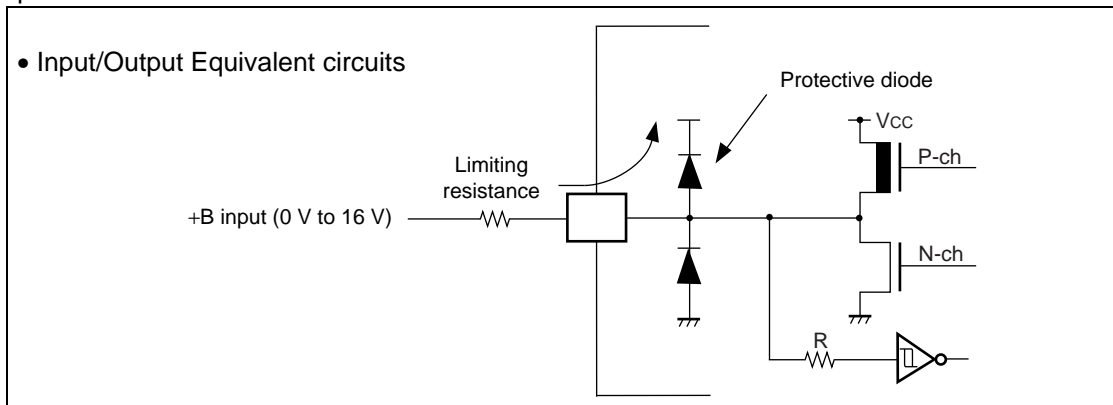 • Input/Output Equivalent circuits
Protective diode
VCC
P-ch
Limiting
resistance
+B input (0 V to 16 V)
N-ch
R